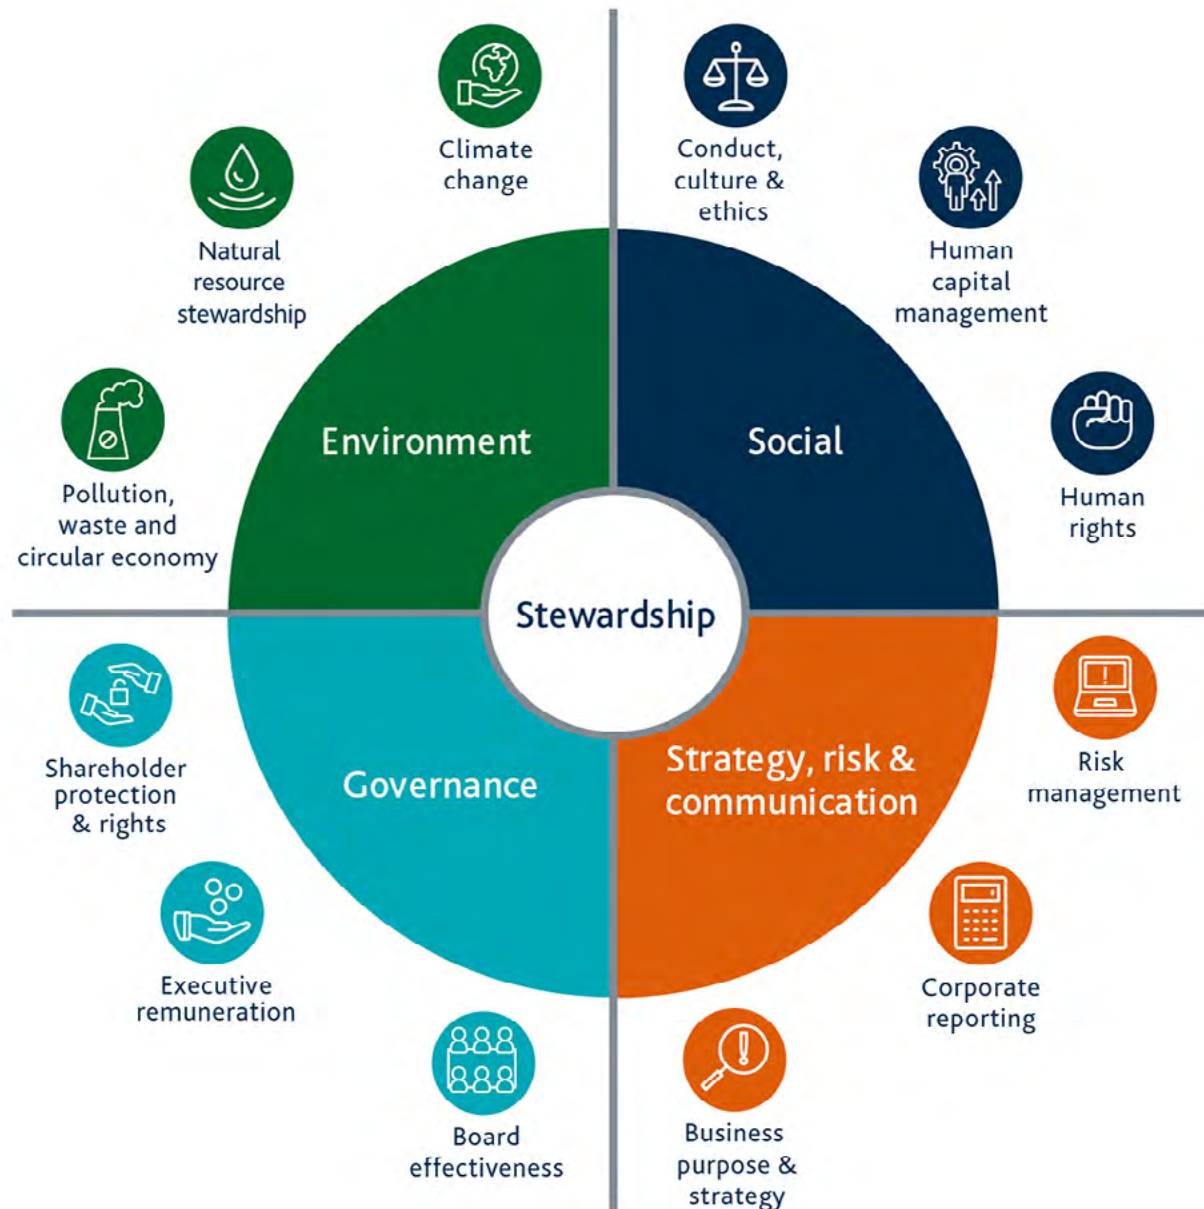 Climate
change
Natural
resource
stewardship
Pollution,
waste and
circular economy
Environment
Conduct,
culture &
ethics
Human
capital
management
Human
rights
Social
Stewardship
Shareholder
protection
& rights
Executive
remuneration
Board
effectiveness
Governance
Strategy, risk &
communication
Risk
management
Corporate
reporting
Business
purpose &
strategy